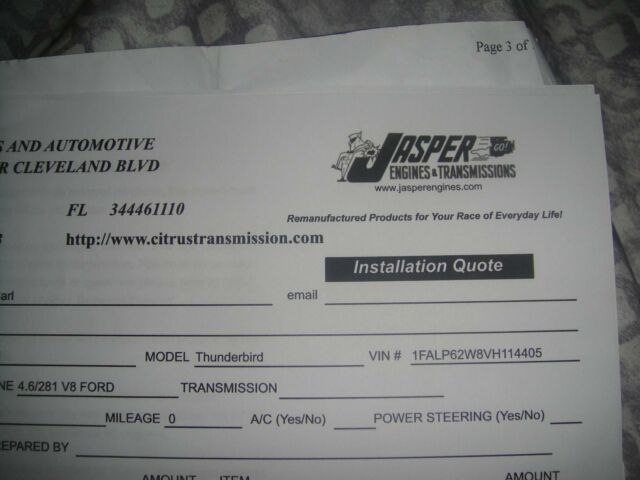 Page 3 of
S AND AUTOMOTIVE
R CLEVELAND BLVD
JASPER GO!
ENGINES & TRANSMISSIONS
www.jasperengines.com
FL 344461110
Remanufactured Products for Your Race of Everyday Life!
http://www.citrustransmission.com
Installation Quote
arl email
MODEL Thunderbird VIN # 1FALP62W8VH114405
NE 4.6/281 V8 FORD TRANSMISSION
MILEAGE 0 A/C (Yes/No) POWER STEERING (Yes/No)
EPARED BY
AMOUNT ITEM AMOUNT